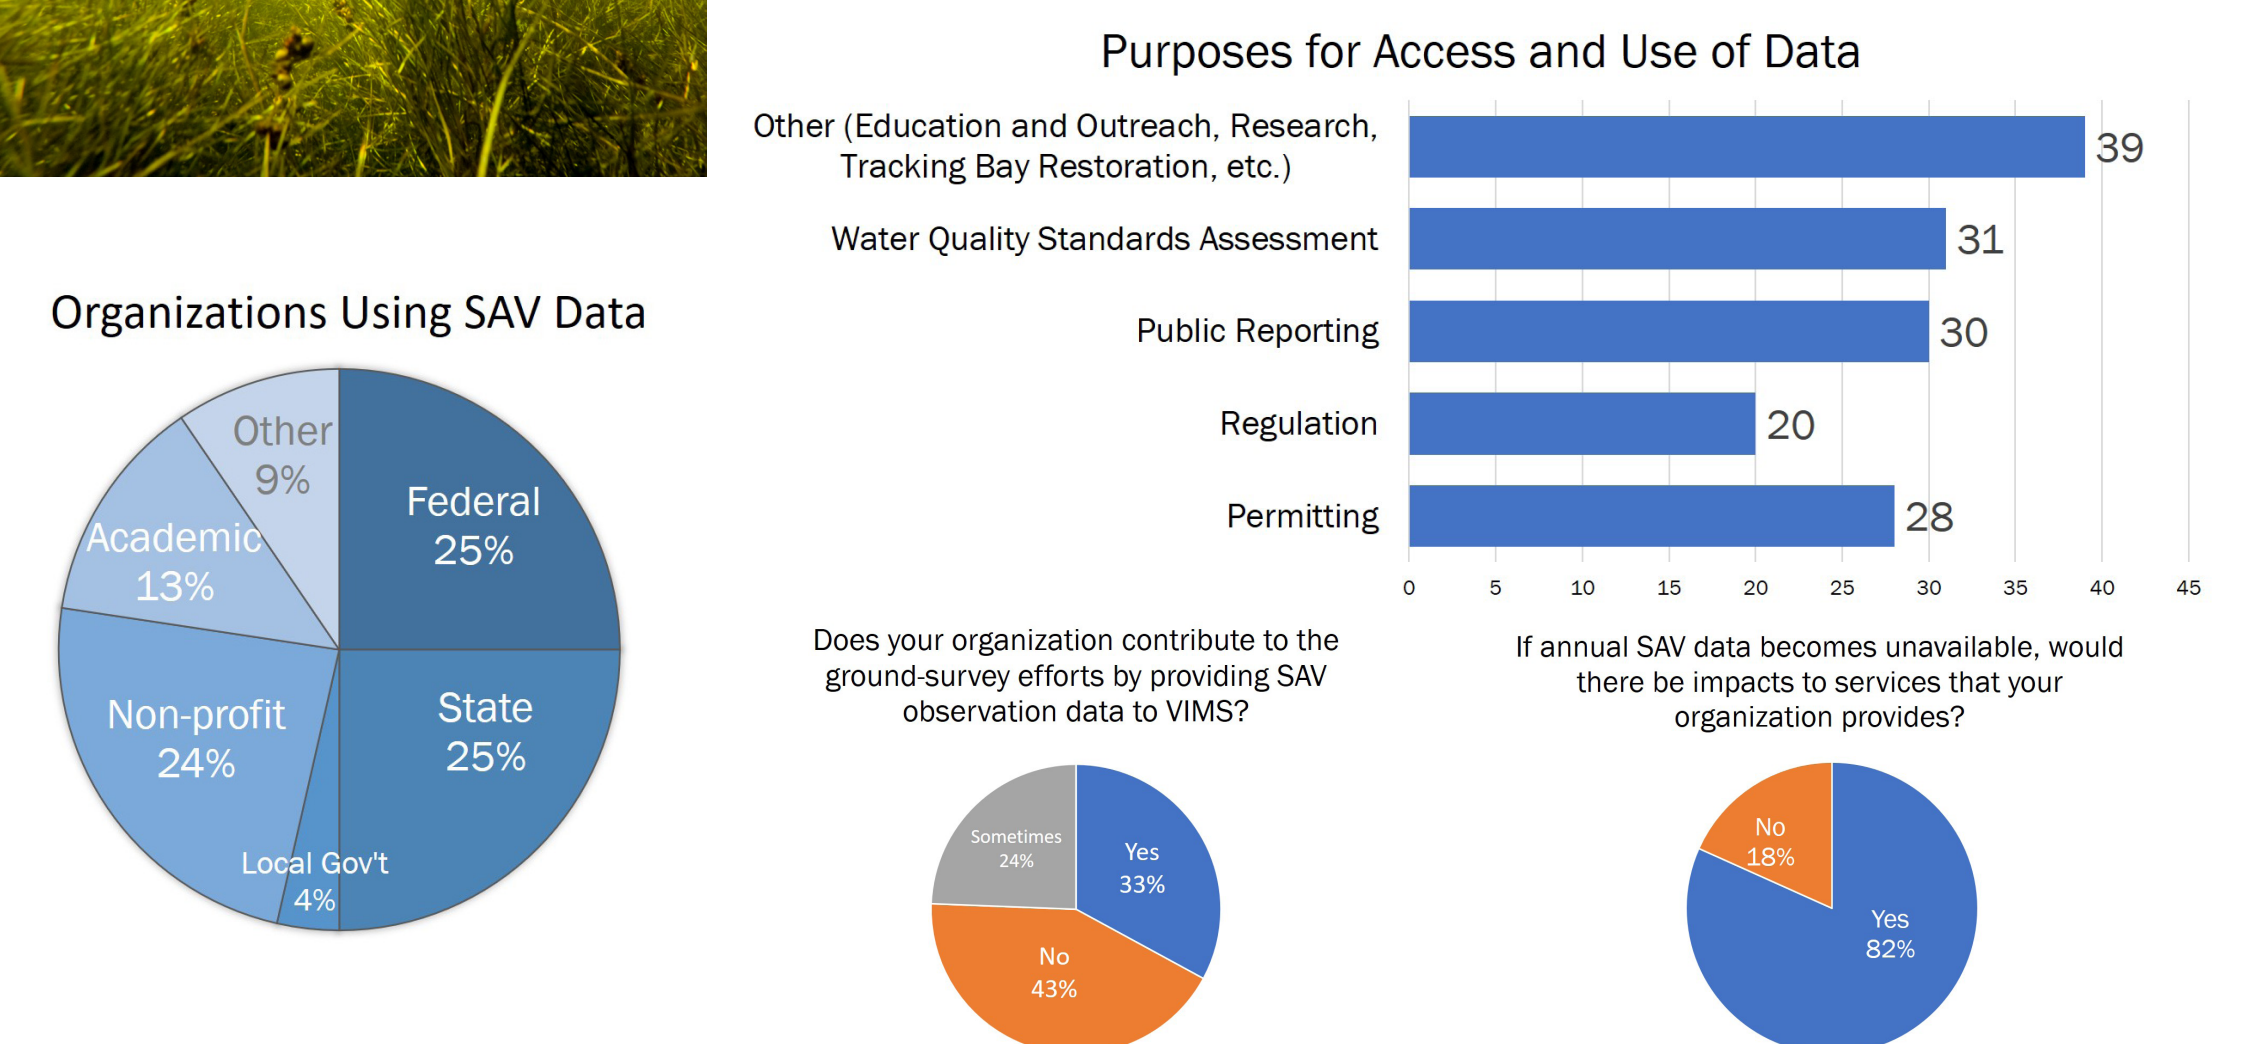 Organizations Using SAV Data
Other
9%
Federal
25%
Academic
13%
State
25%
Non-profit
24%
Local Gov't
4%
Purposes for Access and Use of Data
Other (Education and Outreach, Research,
Tracking Bay Restoration, etc.)
39
Water Quality Standards Assessment
31
Public Reporting
30
Regulation
20
Permitting
28
0 5 10 15 20 25 30 35 40 45
Does your organization contribute to the
ground-survey efforts by providing SAV
observation data to VIMS?
Sometimes
24%
Yes
33%
No
43%
If annual SAV data becomes unavailable, would
there be impacts to services that your
organization provides?
No
18%
Yes
82%